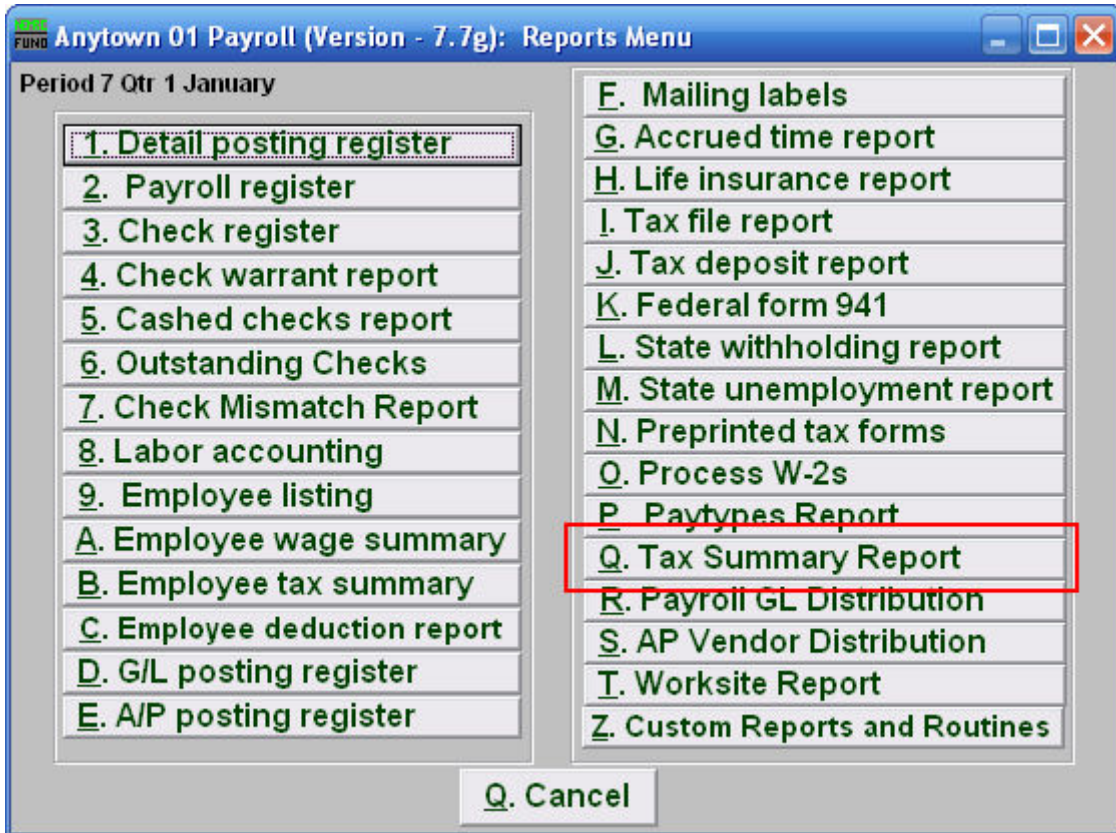 FUND Anytown 01 Payroll (Version - 7.7g): Reports Menu
Period 7 Qtr 1 January
1. Detail posting register
2. Payroll register
3. Check register
4. Check warrant report
5. Cashed checks report
6. Outstanding Checks
7. Check Mismatch Report
8. Labor accounting
9. Employee listing
A. Employee wage summary
B. Employee tax summary
C. Employee deduction report
D. G/L posting register
E. A/P posting register
F. Mailing labels
G. Accrued time report
H. Life insurance report
I. Tax file report
J. Tax deposit report
K. Federal form 941
L. State withholding report
M. State unemployment report
N. Preprinted tax forms
O. Process W-2s
P Paytypes Report
Q. Tax Summary Report
R. Payroll GL Distribution
S. AP Vendor Distribution
T. Worksite Report
Z. Custom Reports and Routines
Q. Cancel